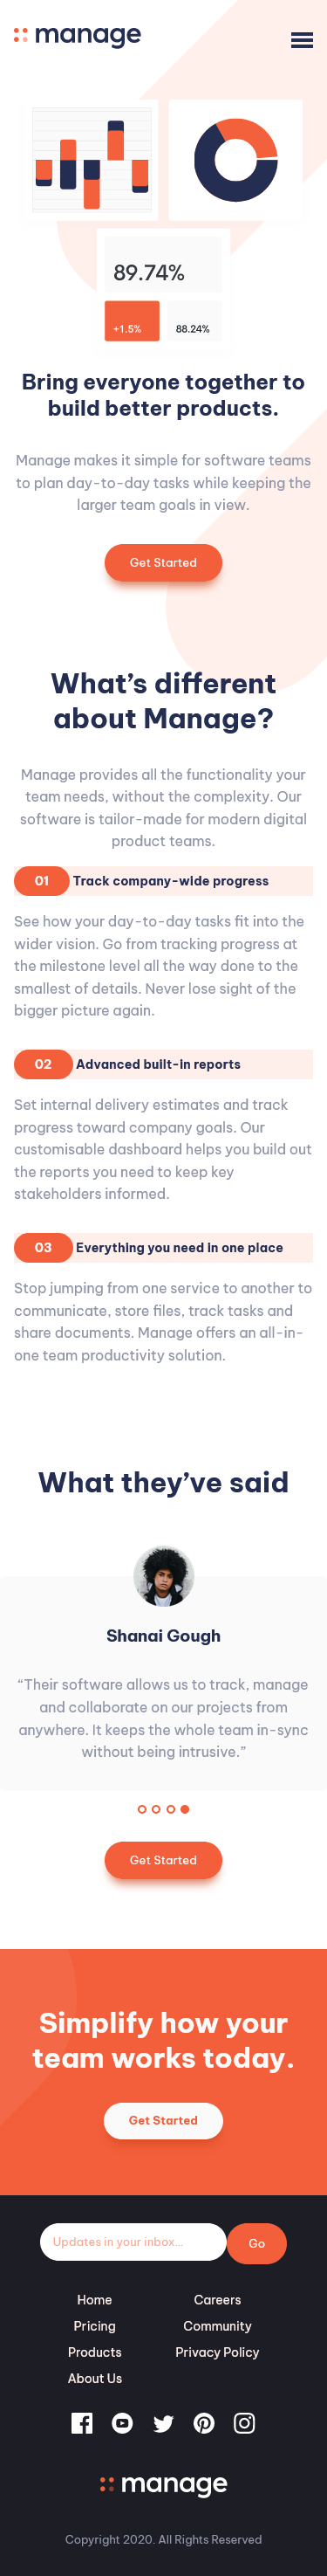 manage
89.74%
+1.5%
88.24%
Bring everyone together to
build better products.
Manage makes it simple for software teams
to plan day-to-day tasks while keeping the
larger team goals in view.
Get Started
What’s different
about Manage?
Manage provides all the functionality your
team needs, without the complexity. Our
software is tailor-made for modern digital
product teams.
01 Track company-wide progress
See how your day-to-day tasks fit into the
wider vision. Go from tracking progress at
the milestone level all the way done to the
smallest of details. Never lose sight of the
bigger picture again.
02 Advanced built-in reports
Set internal delivery estimates and track
progress toward company goals. Our
customisable dashboard helps you build out
the reports you need to keep key
stakeholders informed.
03 Everything you need in one place
Stop jumping from one service to another to
communicate, store files, track tasks and
share documents. Manage offers an all-in-
one team productivity solution.
What they’ve said
Shanai Gough
“Their software allows us to track, manage
and collaborate on our projects from
anywhere. It keeps the whole team in-sync
without being intrusive.”
Get Started
Simplify how your
team works today.
Get Started
Updates in your inbox...
Go
Home
Pricing
Products
About Us
Careers
Community
Privacy Policy
manage
Copyright 2020. All Rights Reserved